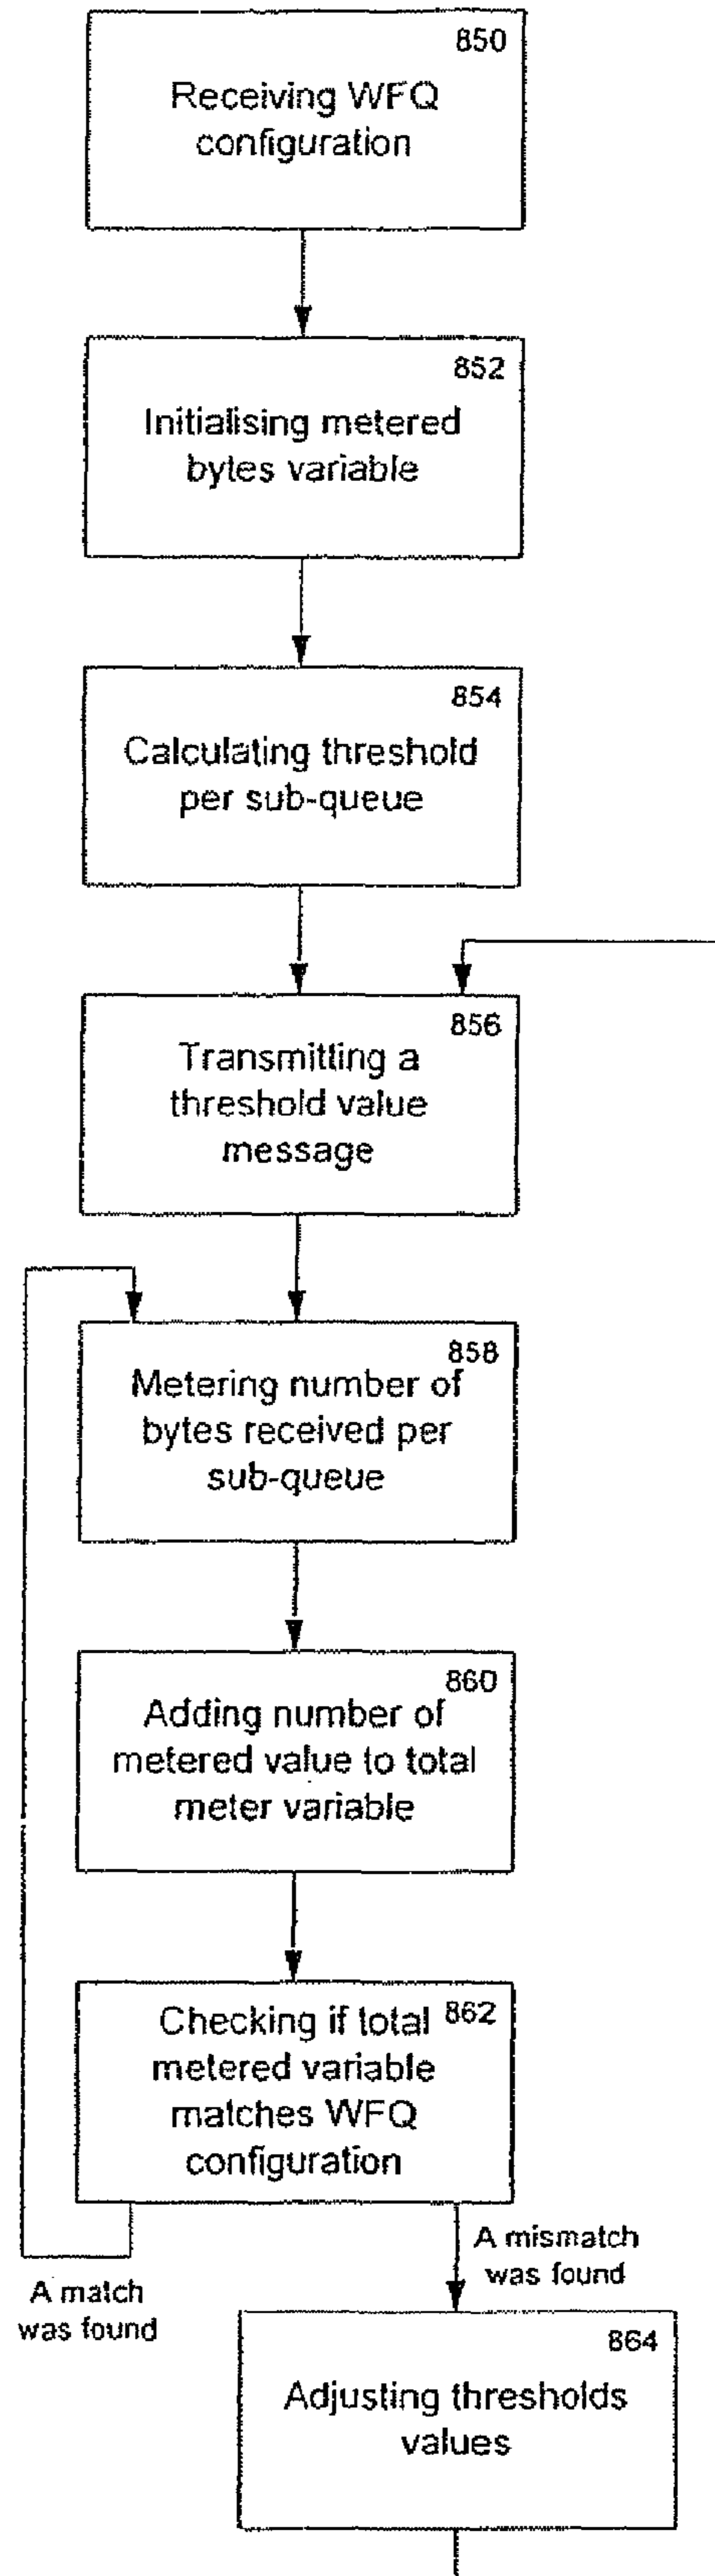 850
Receiving WFQ
configuration
852
Initialising metered
bytes variable
854
Calculating threshold
per sub-queue
856
Transmitting a
threshold value
message
858
Metering number of
bytes received per
sub-queue
860
Adding number of
metered value to total
meter variable
862
Checking if total
metered variable
matches WFQ
configuration
A mismatch
was found
A match
was found
864
Adjusting thresholds
values